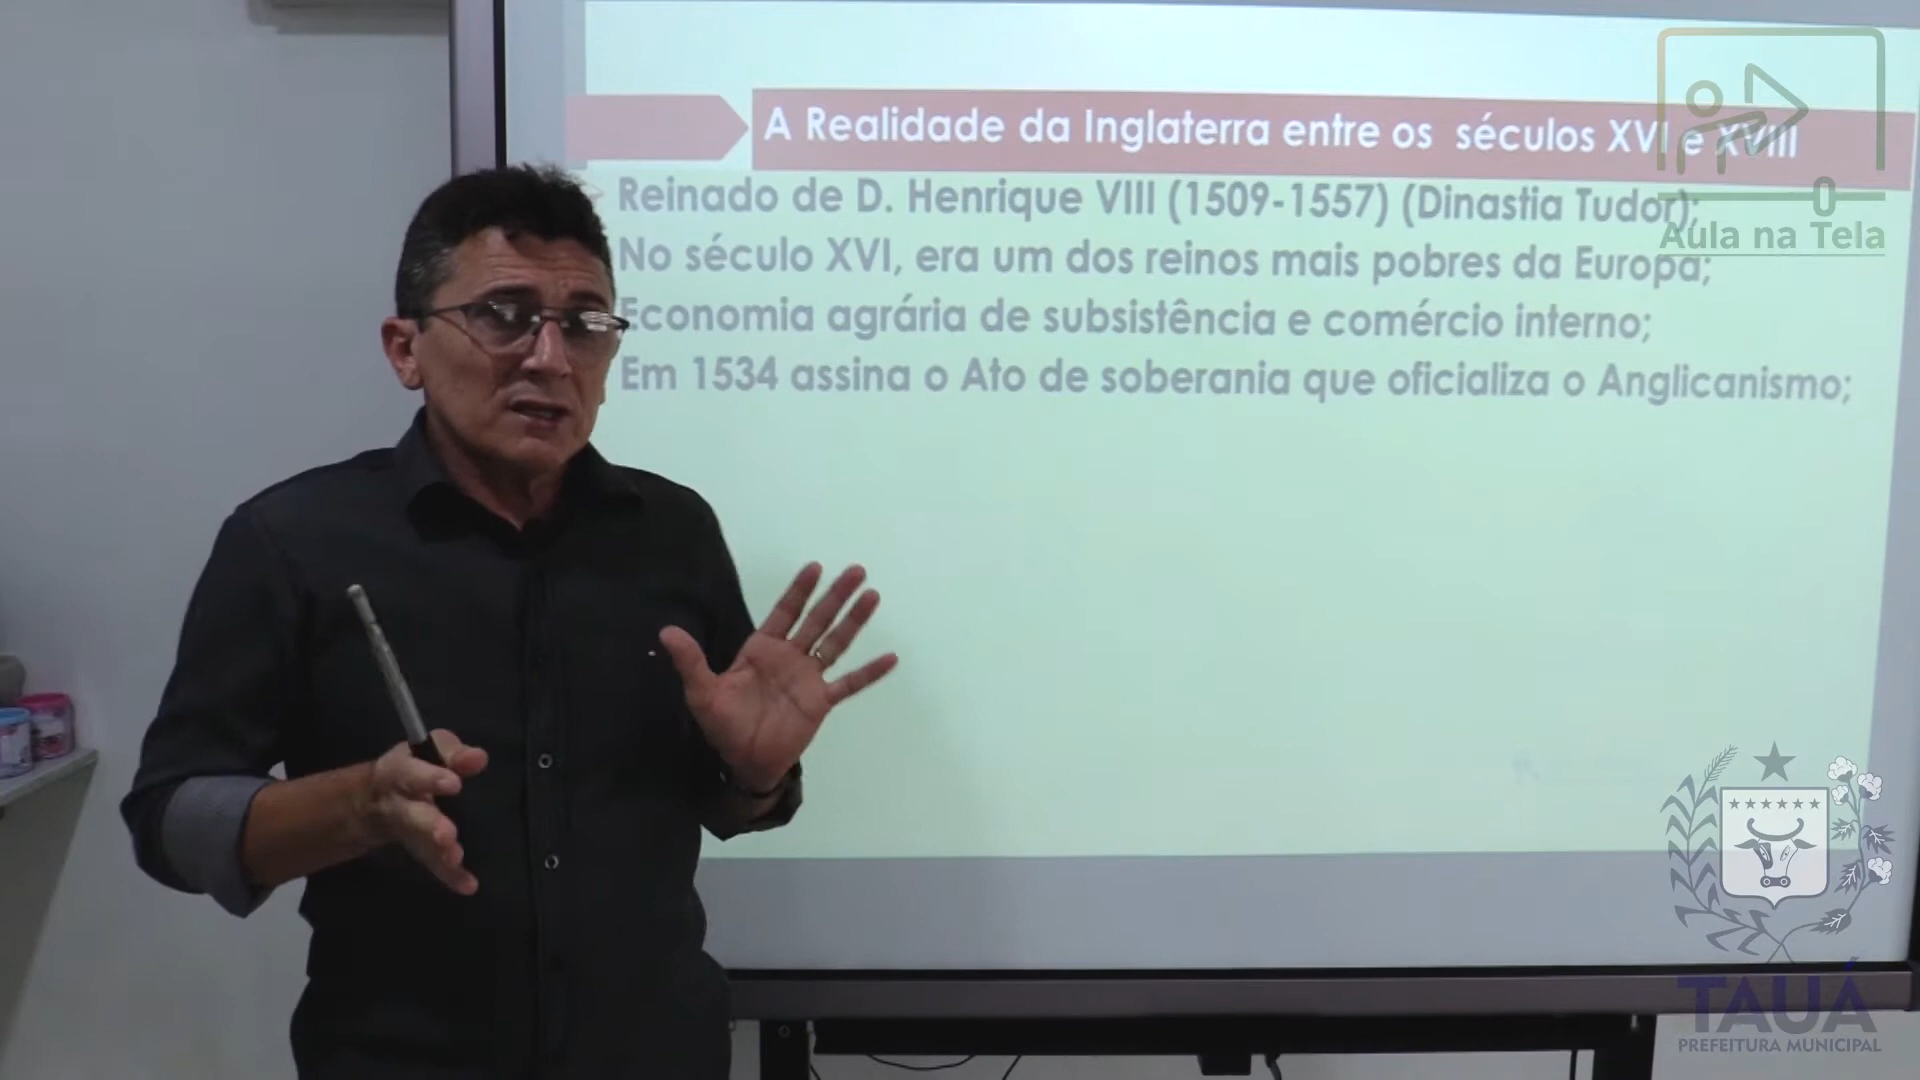 A Realidade da Inglaterra entre os séculos XVI e XVIII
Reinado de D. Henrique VIII (1509-1557) (Dinastia Tudor);
No século XVI, era um dos reinos mais pobres da Europa;
Economia agrária de subsistência e comércio interno;
Em 1534 assina o Ato de soberania que oficializa o Anglicanismo;
Aula na Tela
TAUÁ
PREFEITURA MUNICIPAL